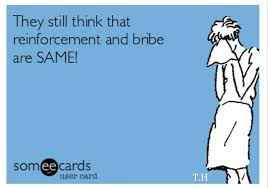 They still think that
reinforcement and bribe
are SAME!
someecards
user card
T.H